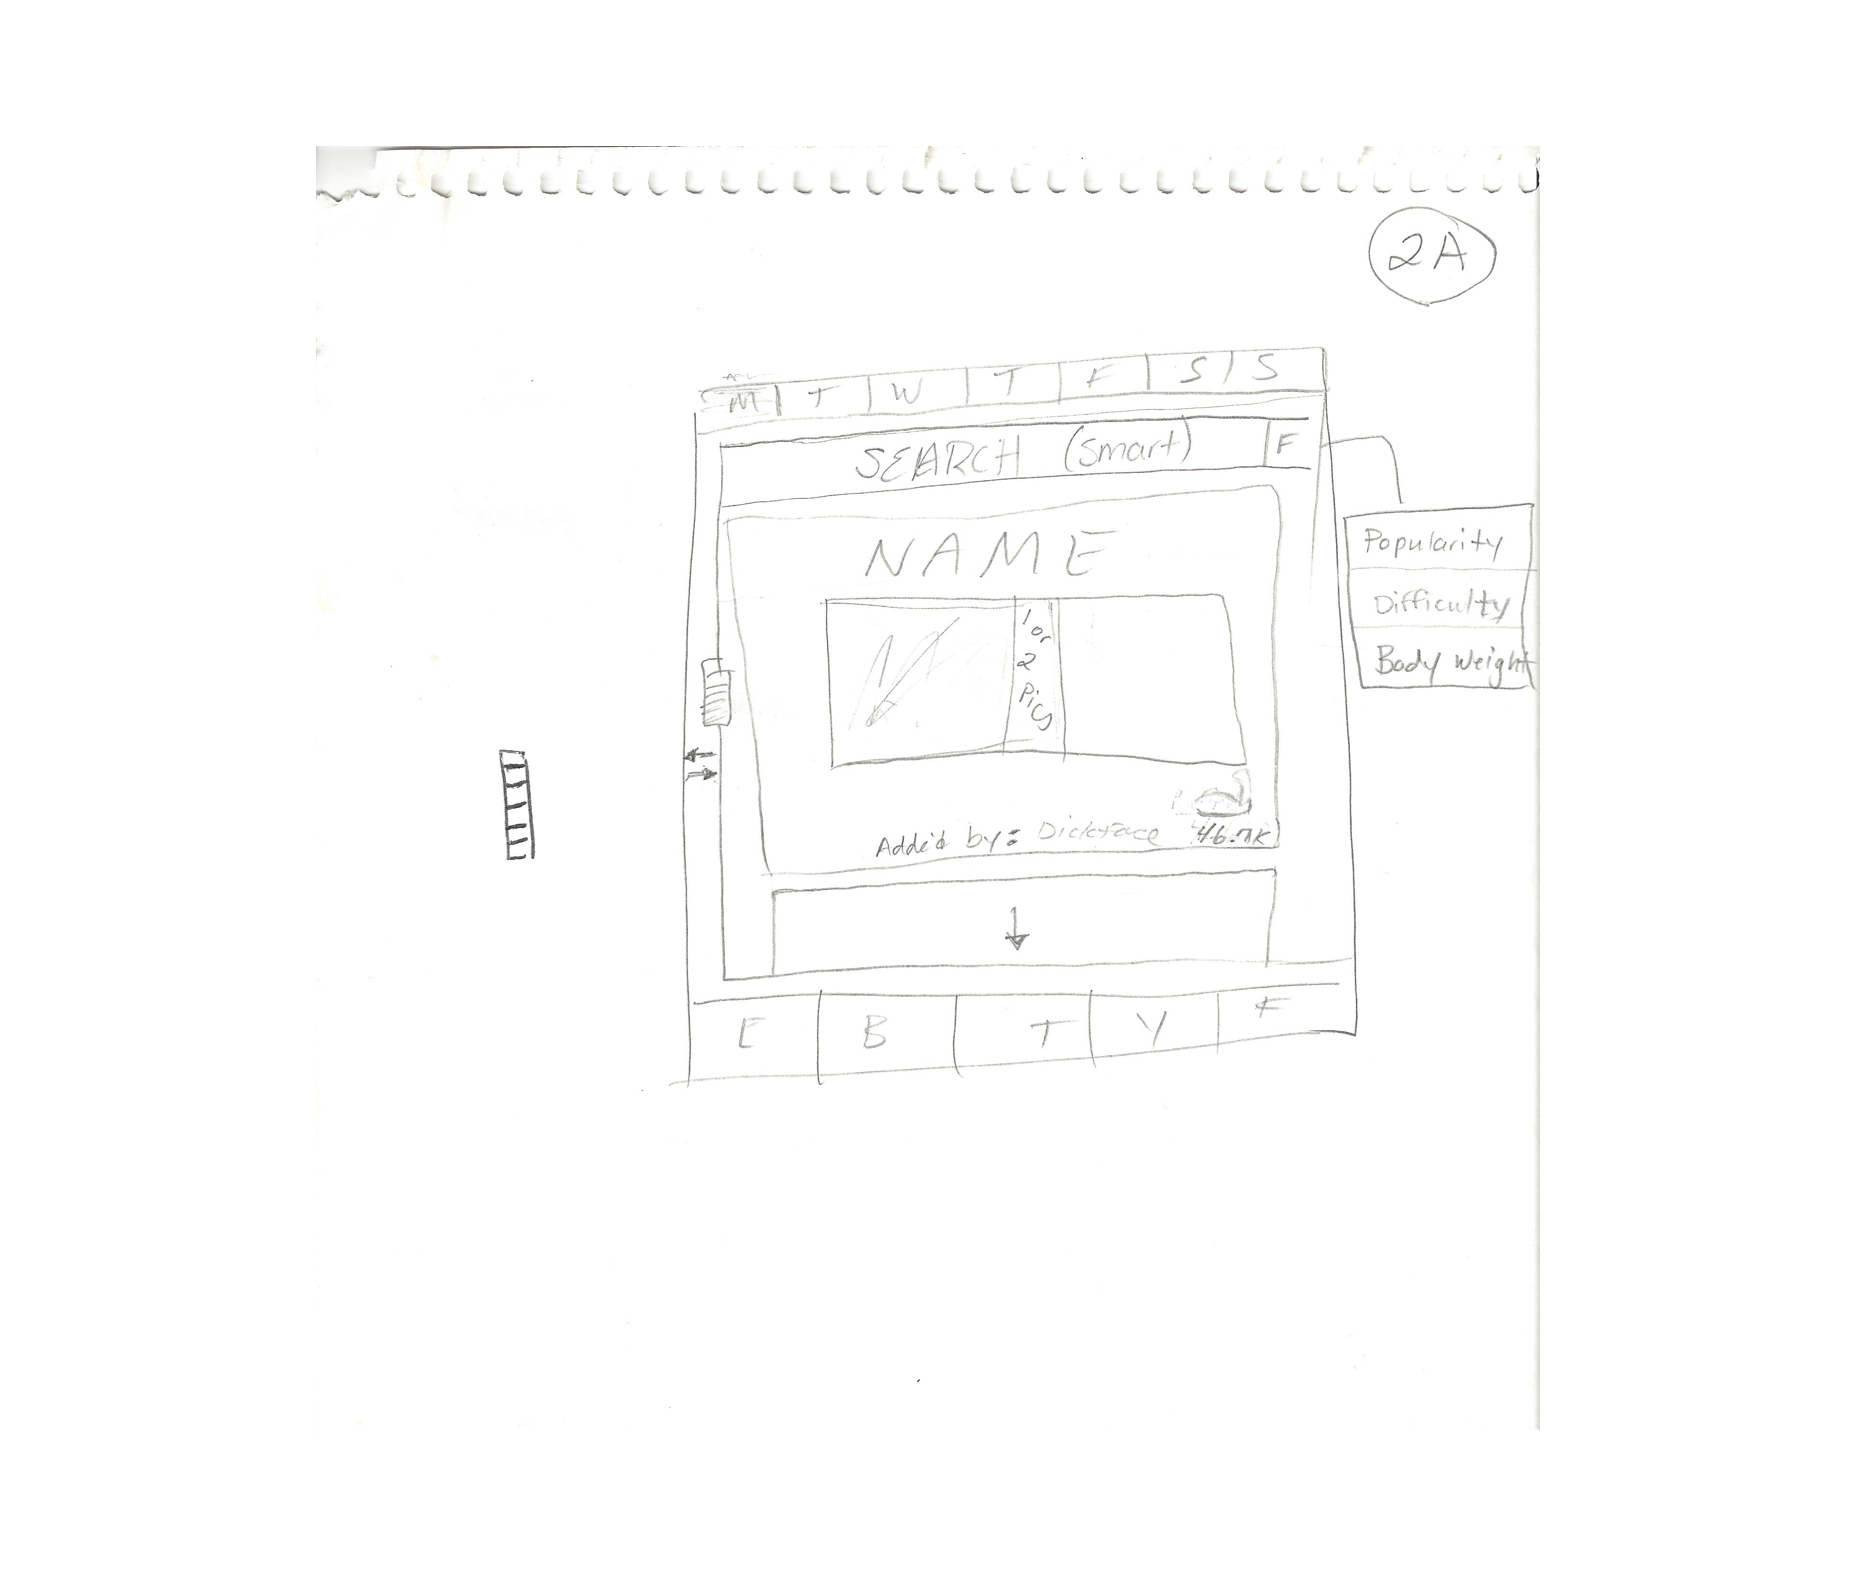 2A
M T W T F S S
SEARCH (smart) F
Popularity
Difficulty
Body weight
NAME
1 or 2 Pics
Added by: Dickface 46.7K
E B T Y F